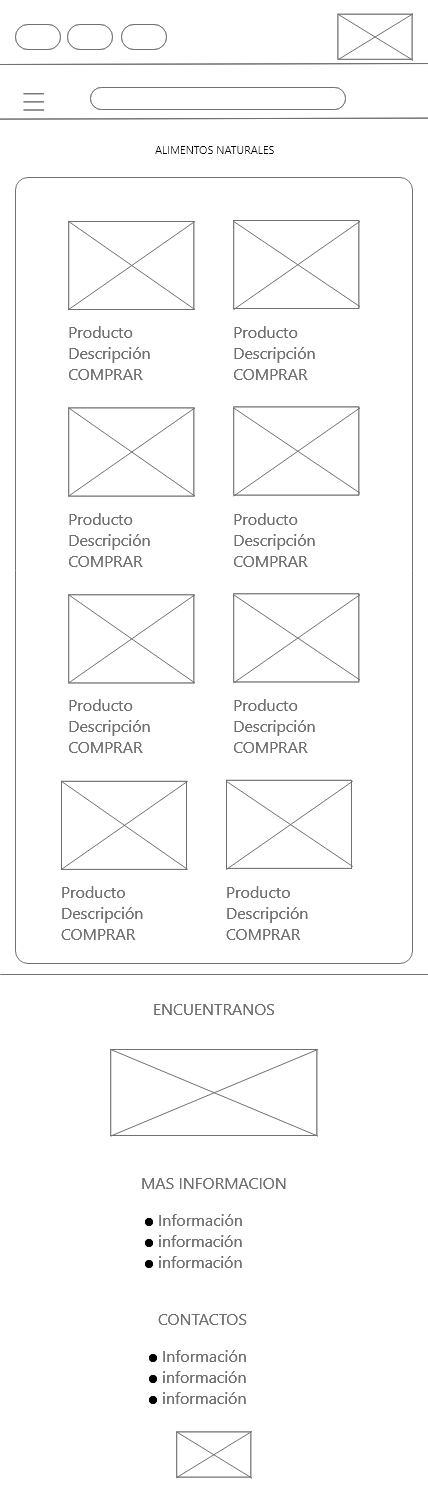 ALIMENTOS NATURALES
Producto
Descripción
COMPRAR
Producto
Descripción
COMPRAR
Producto
Descripción
COMPRAR
Producto
Descripción
COMPRAR
Producto
Descripción
COMPRAR
Producto
Descripción
COMPRAR
Producto
Descripción
COMPRAR
Producto
Descripción
COMPRAR
ENCUENTRANOS
MAS INFORMACION
Información
información
información
CONTACTOS
Información
información
información